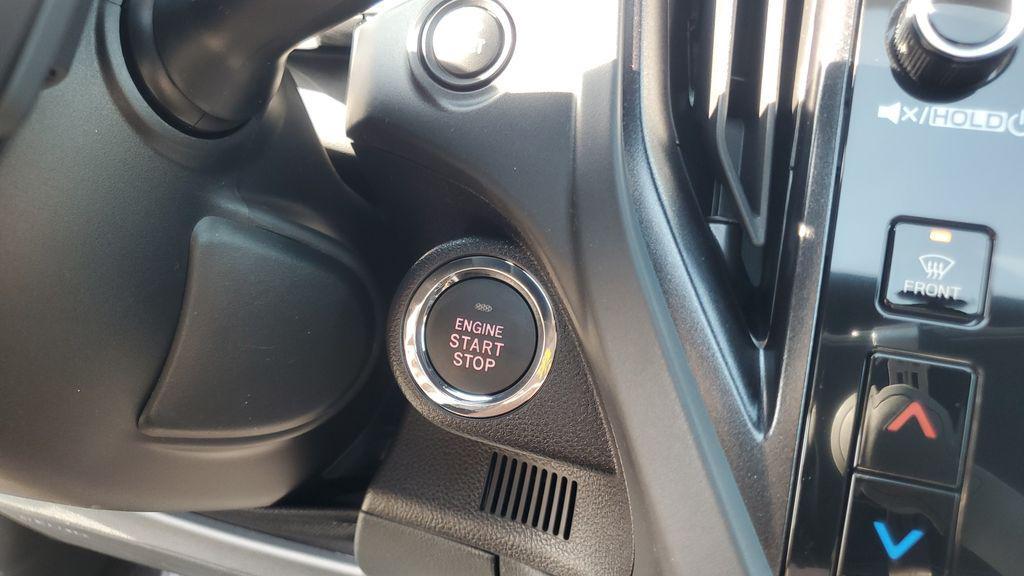 ENGINE
START
STOP
/HOLD
FRONT